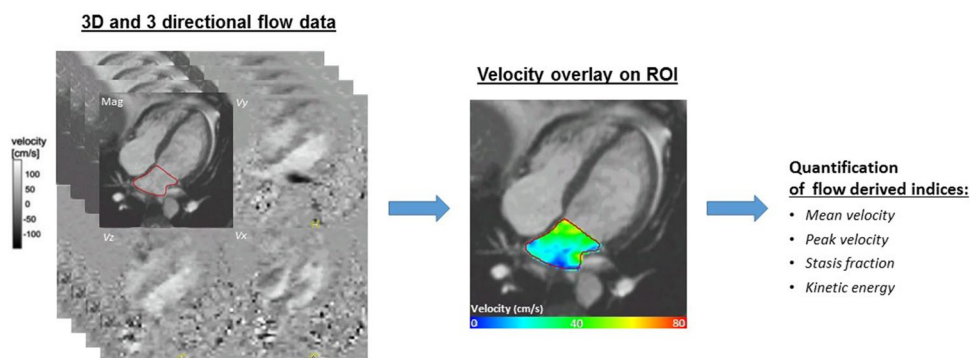 3D and 3 directional flow data
Mag
Vy
velocity
[cm/s]
100
50
0
-50
-100
Vz
Vx
Velocity overlay on ROI
Velocity (cm/s)
0
40
80
Quantification
of flow derived indices:
• Mean velocity
• Peak velocity
• Stasis fraction
• Kinetic energy